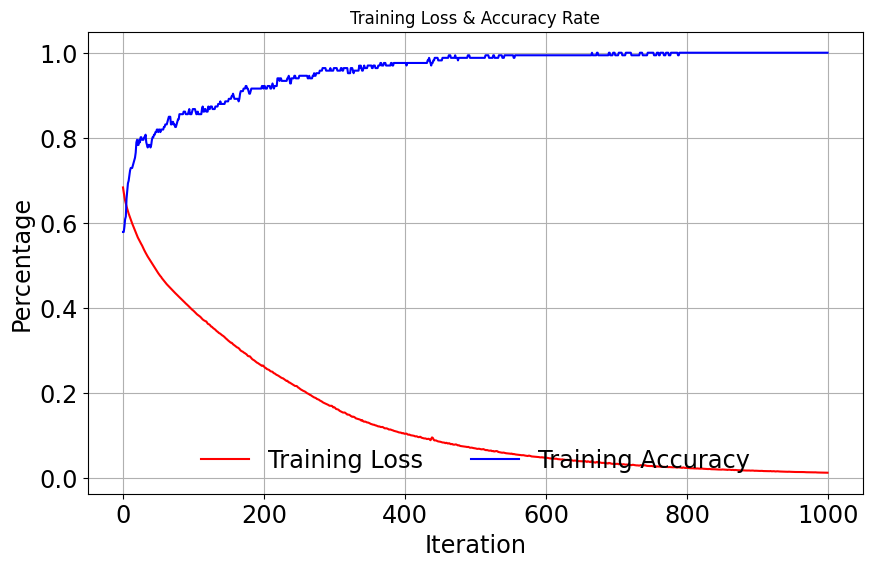 Training Loss & Accuracy Rate
1.0
0.8
0.6
0.4
0.2
0.0
Percentage
Training Loss
Training Accuracy
0 200 400 600 800 1000
Iteration